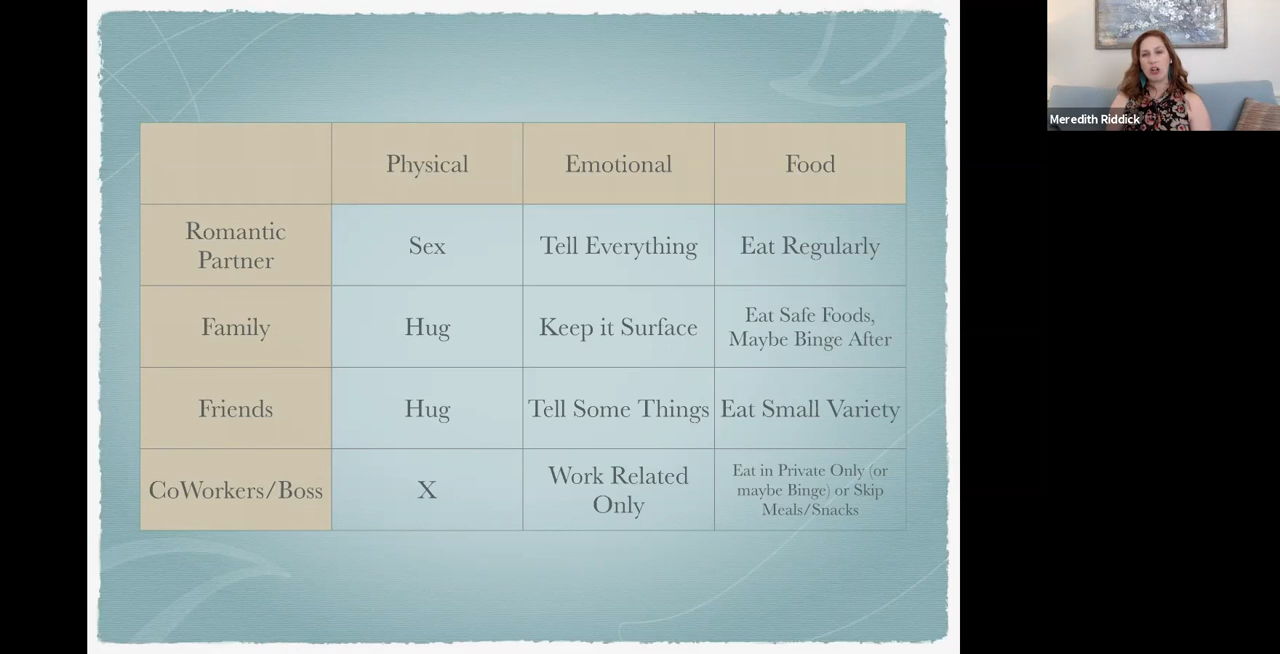 Physical
Emotional
Food
Romantic
Partner
Sex
Tell Everything
Eat Regularly
Family
Hug
Keep it Surface
Eat Safe Foods,
Maybe Binge After
Friends
Hug
Tell Some Things
Eat Small Variety
CoWorkers/Boss
X
Work Related
Only
Eat in Private Only (or
maybe Binge) or Skip
Meals/Snacks
Meredith Riddick